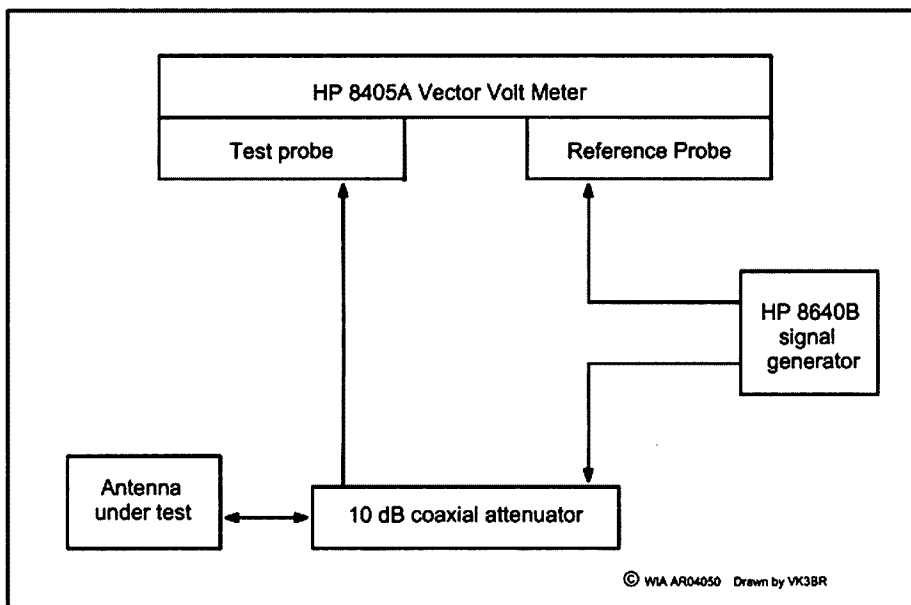 HP 8405A Vector Volt Meter
Test probe
Reference Probe
HP 8640B
signal
generator
Antenna
under test
10 dB coaxial attenuator
© WIA AR04050 Drawn by VK3BR